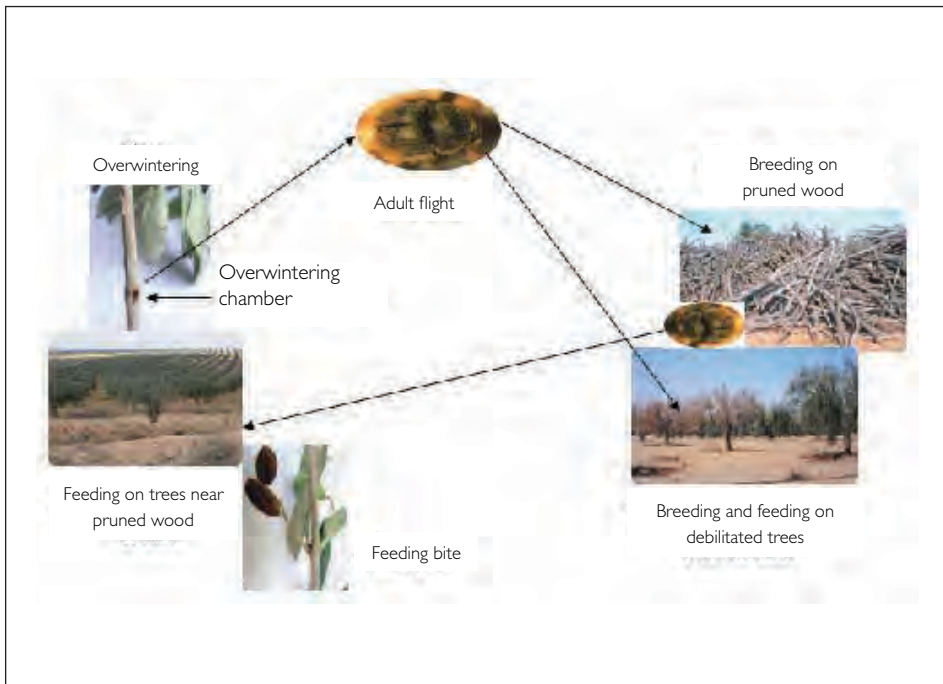 Overwintering
Overwintering
chamber
Adult flight
Breeding on
pruned wood
Feeding on trees near
pruned wood
Feeding bite
Breeding and feeding on
debilitated trees